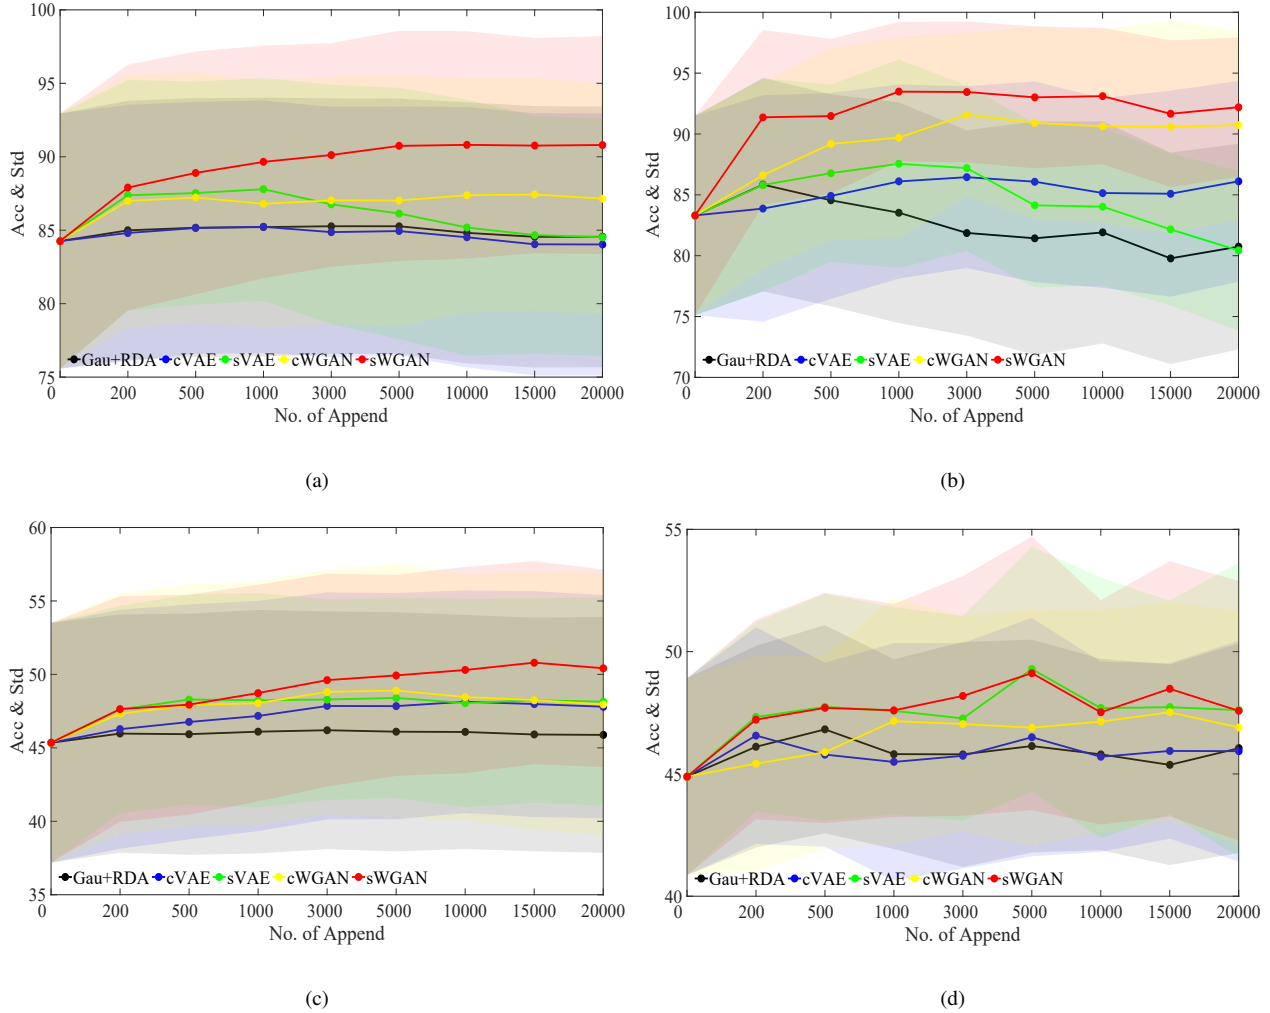 100
95
90
85
80
75
Acc & Std
Gau+RDA cVAE sVAE cWGAN sWGAN
0 200 500 1000 3000 5000 10000 15000 20000
No. of Append
(a)
100
95
90
85
80
75
70
Acc & Std
Gau+RDA cVAE sVAE cWGAN sWGAN
0 200 500 1000 3000 5000 10000 15000 20000
No. of Append
(b)
60
55
50
45
40
35
Acc & Std
Gau+RDA cVAE sVAE cWGAN sWGAN
0 200 500 1000 3000 5000 10000 15000 20000
No. of Append
(c)
55
50
45
40
Acc & Std
Gau+RDA cVAE sVAE cWGAN sWGAN
0 200 500 1000 3000 5000 10000 15000 20000
No. of Append
(d)